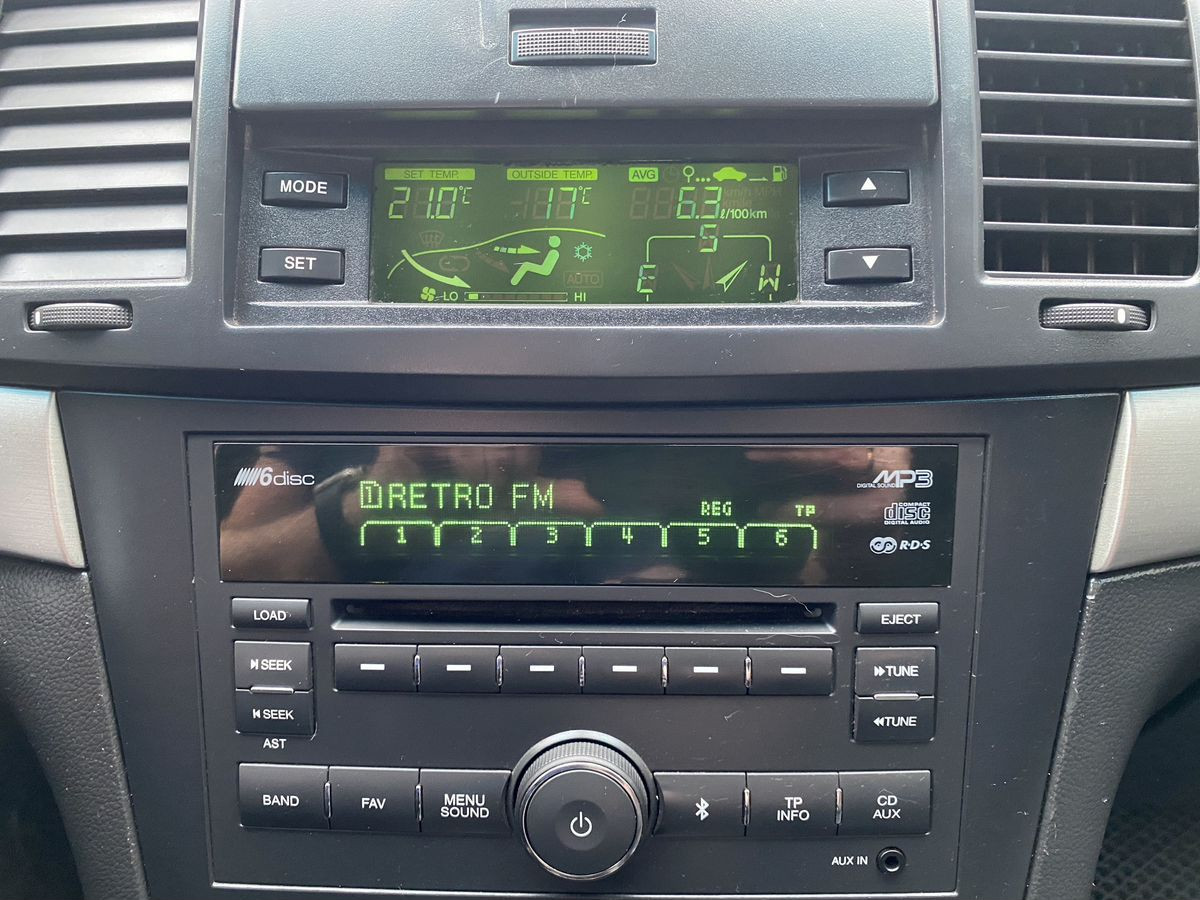 MODE
SET
SET TEMP.
21.0°C
OUTSIDE TEMP.
17°C
AVG
6.3
ℓ/100km
S
E
W
AUTO
LO
HI
6disc
1 RETRO FM
REG
TP
1 2 3 4 5 6
MP3
DIGITAL SOUND
COMPACT
disc
DIGITAL AUDIO
R·D·S
LOAD
EJECT
SEEK
SEEK
AST
TUNE
TUNE
BAND
FAV
MENU
SOUND
TP
INFO
CD
AUX
AUX IN